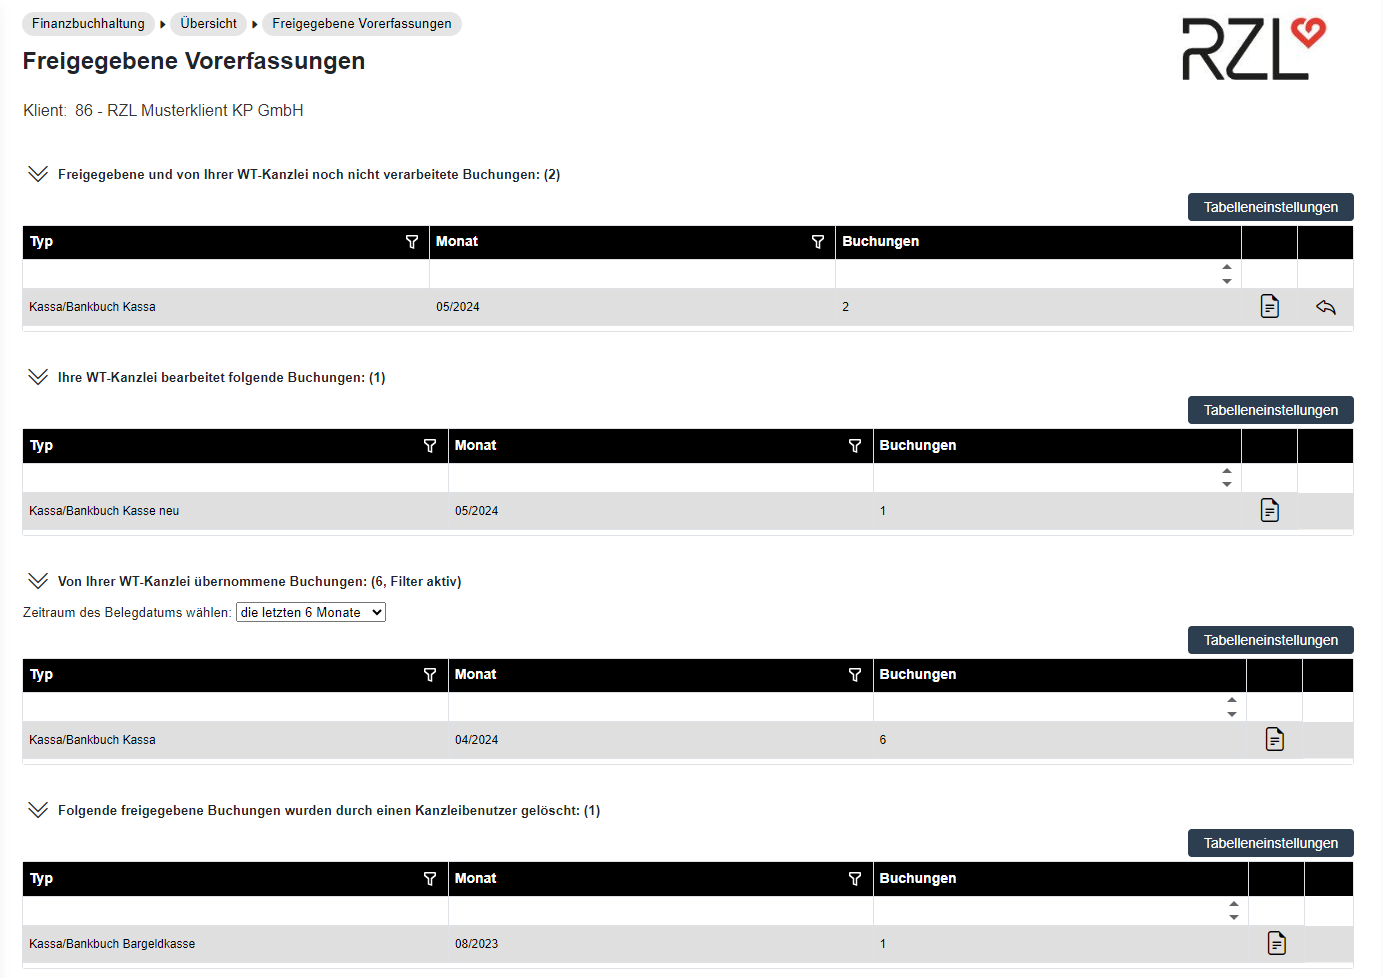 Finanzbuchhaltung Übersicht Freigegebene Vorerfassungen
RZL
Freigegebene Vorerfassungen
Klient: 86 - RZL Musterklient KP GmbH
Freigegebene und von Ihrer WT-Kanzlei noch nicht verarbeitete Buchungen: (2)
Tabelleneinstellungen
Typ Monat Buchungen
Kassa/Bankbuch Kassa 05/2024 2
Ihre WT-Kanzlei bearbeitet folgende Buchungen: (1)
Tabelleneinstellungen
Typ Monat Buchungen
Kassa/Bankbuch Kasse neu 05/2024 1
Von Ihrer WT-Kanzlei übernommene Buchungen: (6, Filter aktiv)
Zeitraum des Belegdatums wählen: die letzten 6 Monate
Tabelleneinstellungen
Typ Monat Buchungen
Kassa/Bankbuch Kassa 04/2024 6
Folgende freigegebene Buchungen wurden durch einen Kanzleibenutzer gelöscht: (1)
Tabelleneinstellungen
Typ Monat Buchungen
Kassa/Bankbuch Bargeldkasse 08/2023 1